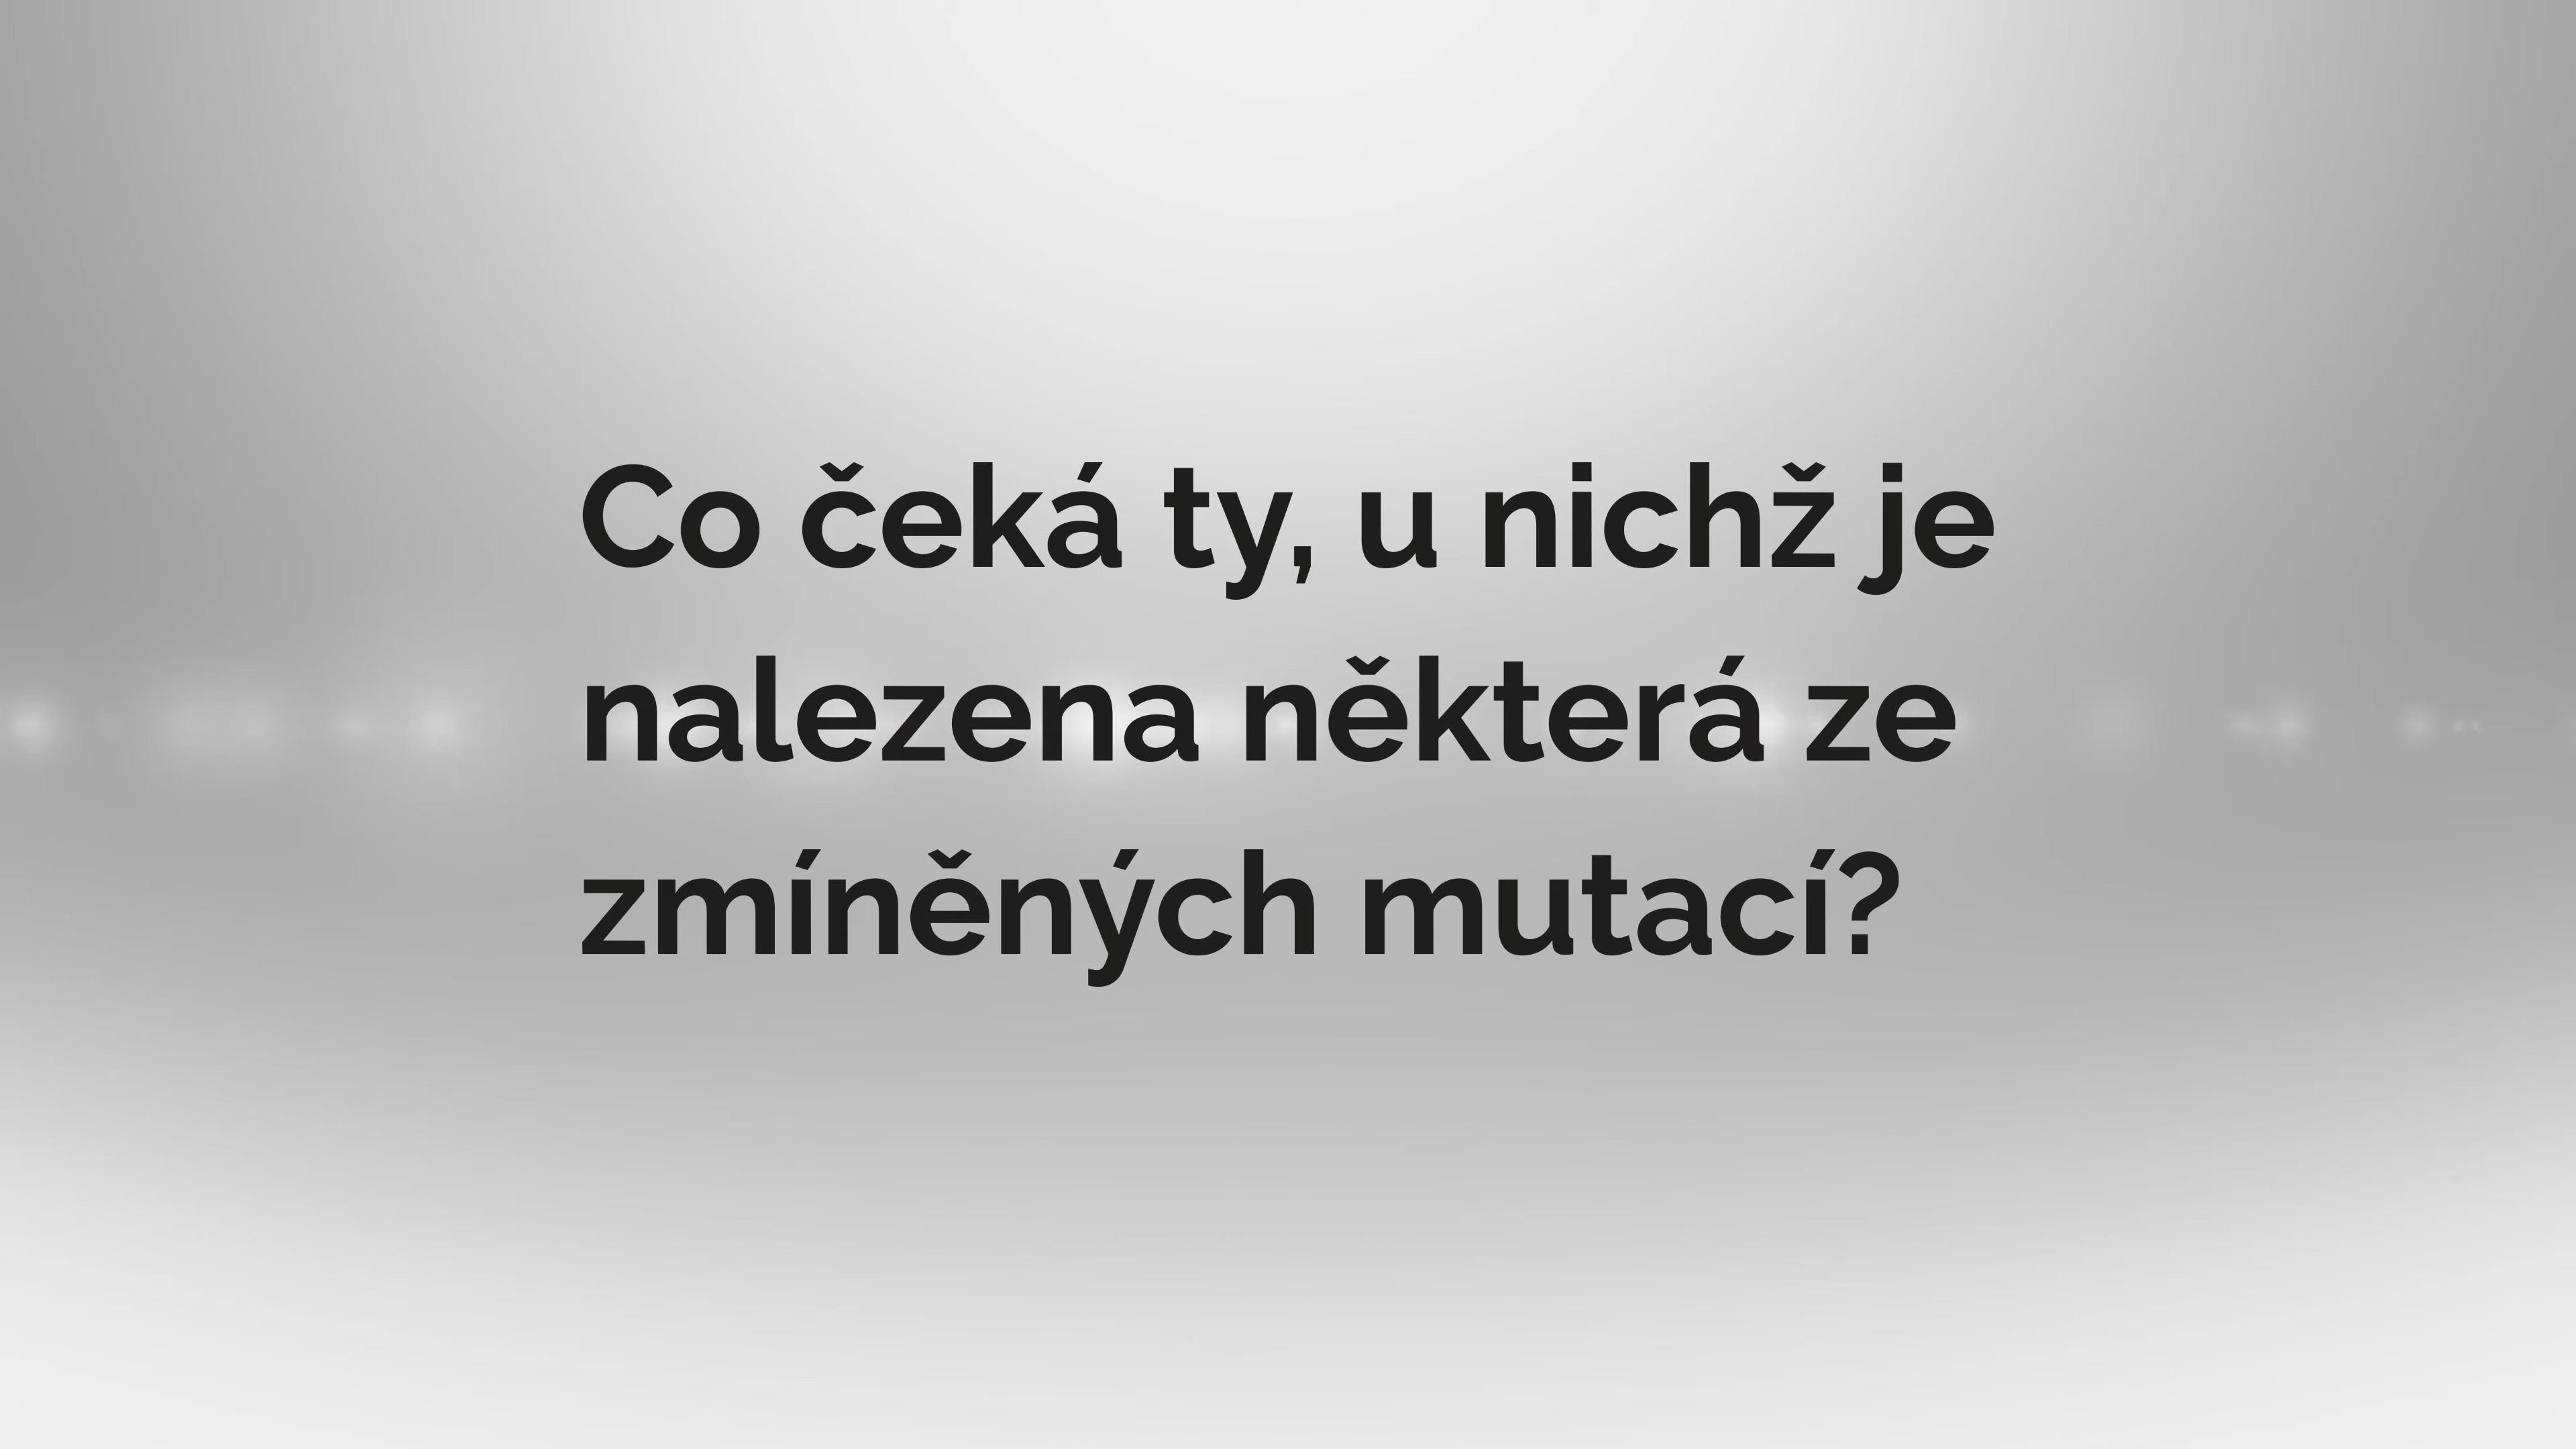 Co čeká ty, u nichž je
nalezena některá ze
zmíněných mutací?